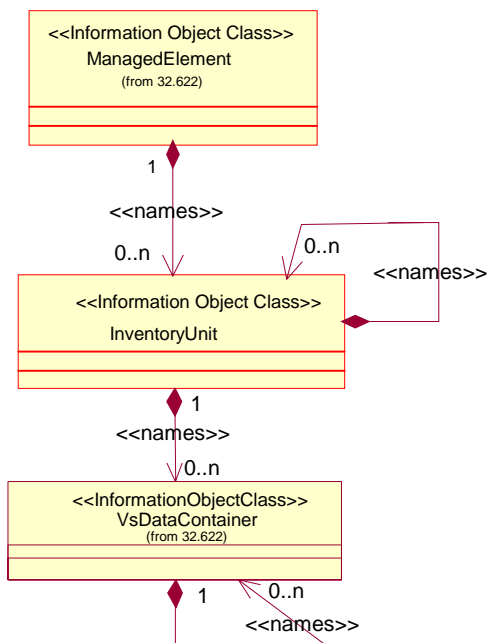 <<Information Object Class>>
ManagedElement
(from 32.622)
1
<<names>>
0..n
0..n
<<names>>
<<Information Object Class>>
InventoryUnit
1
<<names>>
0..n
<<InformationObjectClass>>
VsDataContainer
(from 32.622)
1
0..n
<<names>>